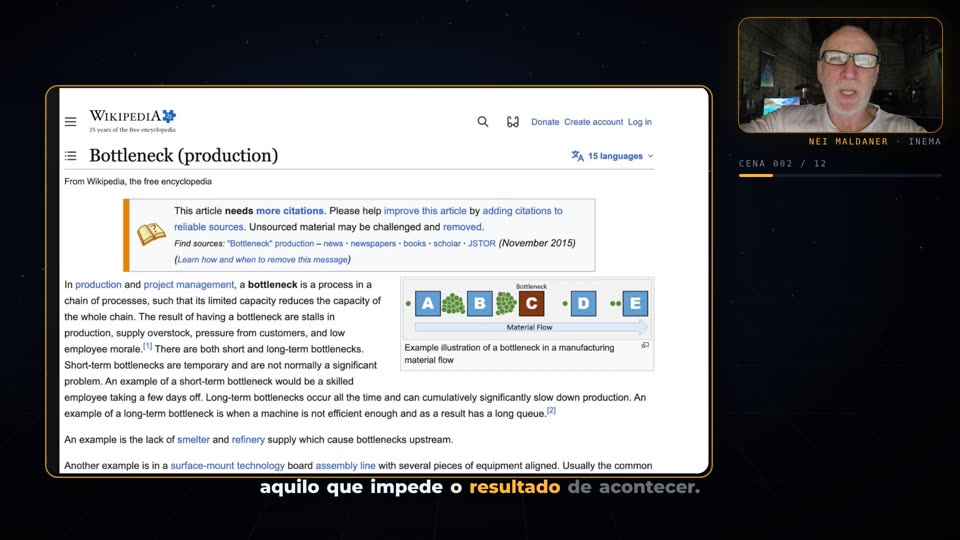 WIKIPEDIA
25 years of the free encyclopedia
Donate Create account Log in
Bottleneck (production)
15 languages
From Wikipedia, the free encyclopedia
This article needs more citations. Please help improve this article by adding citations to
reliable sources. Unsourced material may be challenged and removed.
Find sources: "Bottleneck" production – news · newspapers · books · scholar · JSTOR (November 2015)
(Learn how and when to remove this message)
In production and project management, a bottleneck is a process in a
chain of processes, such that its limited capacity reduces the capacity of
the whole chain. The result of having a bottleneck are stalls in
production, supply overstock, pressure from customers, and low
employee morale.[1] There are both short and long-term bottlenecks.
Short-term bottlenecks are temporary and are not normally a significant
problem. An example of a short-term bottleneck would be a skilled
employee taking a few days off. Long-term bottlenecks occur all the time and can cumulatively significantly slow down production. An
example of a long-term bottleneck is when a machine is not efficient enough and as a result has a long queue.[2]
Bottleneck
A B C D E
Material Flow
Example illustration of a bottleneck in a manufacturing
material flow
An example is the lack of smelter and refinery supply which cause bottlenecks upstream.
Another example is in a surface-mount technology board assembly line with several pieces of equipment aligned. Usually the common
aquilo que impede o resultado de acontecer.
NEI MALDANER · INEMA
CENA 002 / 12